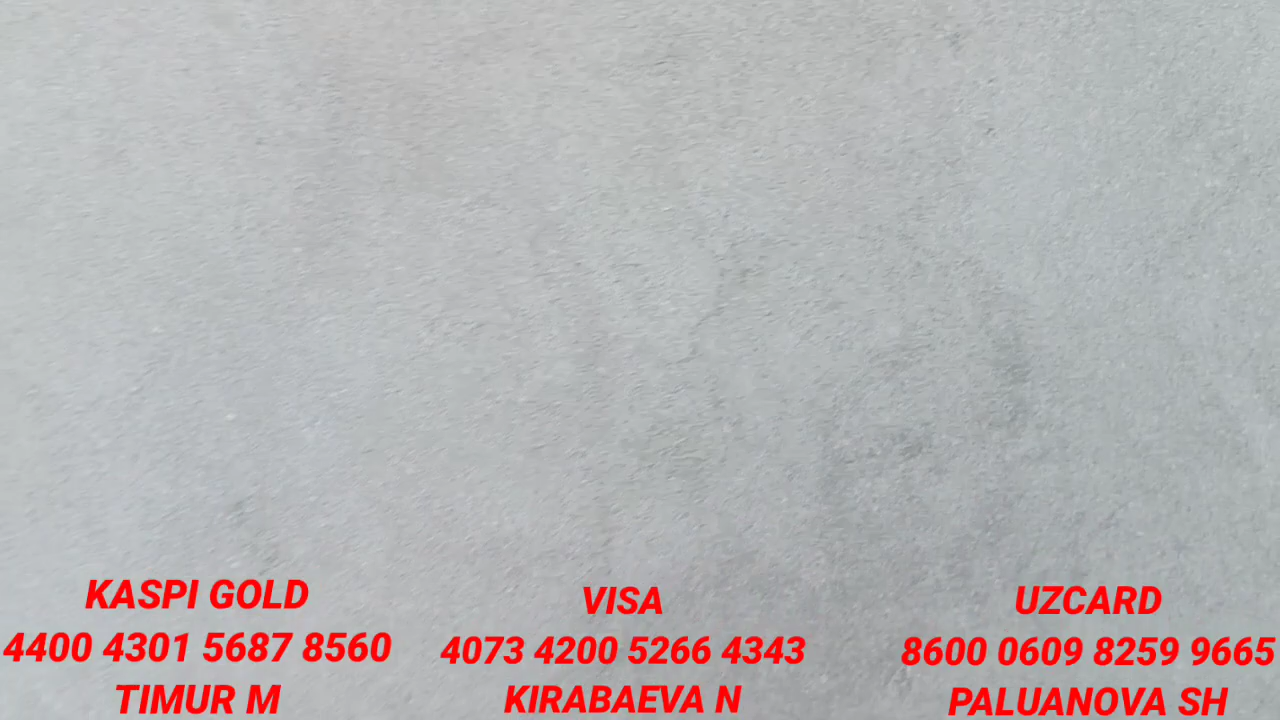 KASPI GOLD
4400 4301 5687 8560
TIMUR M
VISA
4073 4200 5266 4343
KIRABAEVA N
UZCARD
8600 0609 8259 9665
PALUANOVA SH